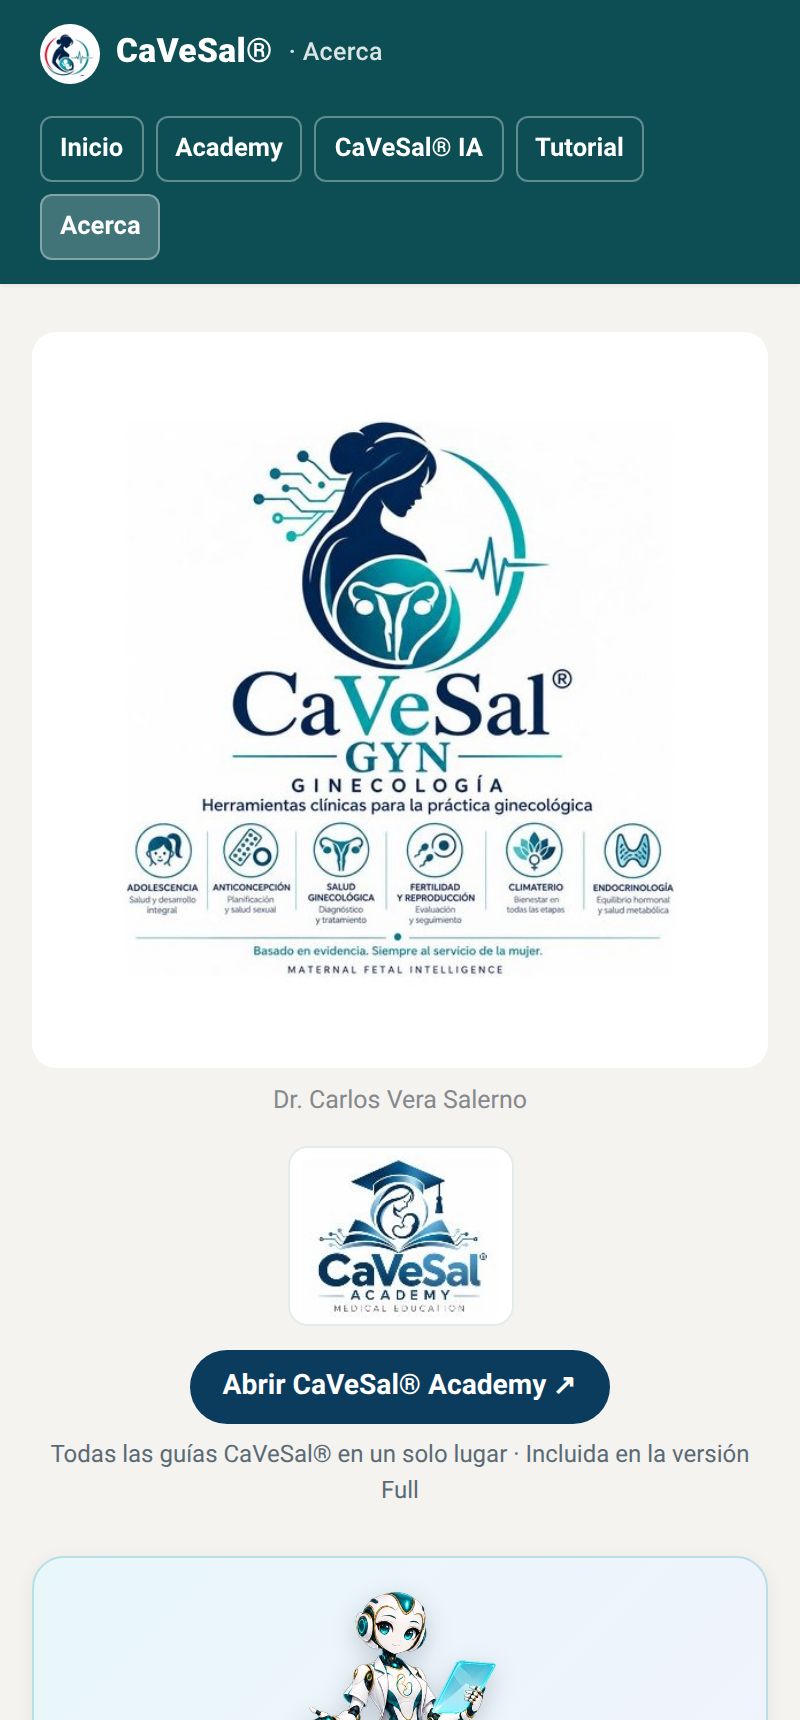 CaVeSal® · Acerca
Inicio
Academy
CaVeSal® IA
Tutorial
Acerca
CaVeSal®
GYN
GINECOLOGÍA
Herramientas clínicas para la práctica ginecológica
ADOLESCENCIA
Salud y desarrollo
integral
ANTICONCEPCIÓN
Planificación
y salud sexual
SALUD
GINECOLÓGICA
Diagnóstico
y tratamiento
FERTILIDAD
Y REPRODUCCIÓN
Evaluación
y seguimiento
CLIMATERIO
Bienestar en
todas las etapas
ENDOCRINOLOGÍA
Equilibrio hormonal
y salud metabólica
Basado en evidencia. Siempre al servicio de la mujer.
MATERNAL FETAL INTELLIGENCE
Dr. Carlos Vera Salerno
CaVeSal®
ACADEMY
MEDICAL EDUCATION
Abrir CaVeSal® Academy ↗
Todas las guías CaVeSal® en un solo lugar · Incluida en la versión
Full